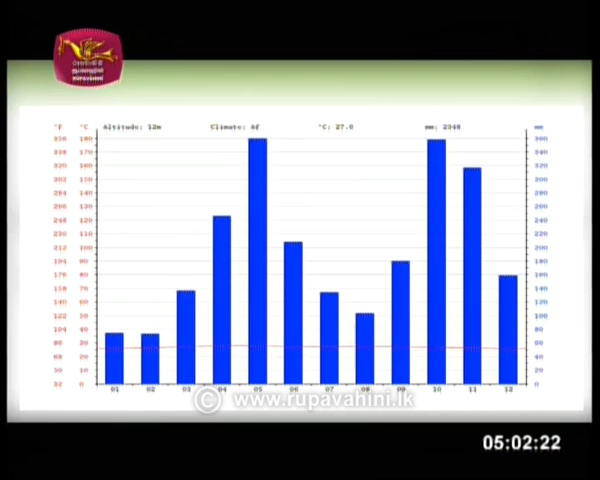 °F °C Altitude: 12m Climate: Af °C: 27.0 mm: 2348 mm
356 180 360
338 170 340
320 160 320
302 150 300
284 140 280
266 130 260
248 120 240
230 110 220
212 100 200
194 90 180
176 80 160
158 70 140
140 60 120
122 50 100
104 40 80
86 30 60
68 20 40
50 10 20
32 0 0
01 02 03 04 05 06 07 08 09 10 11 12
© www.rupavahini.lk
05:02:22